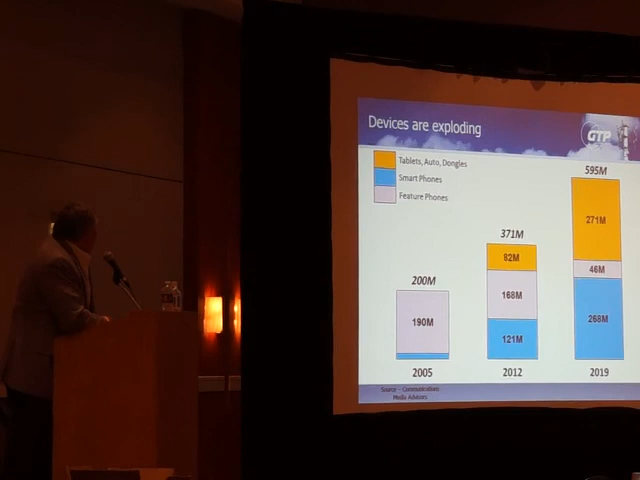 Devices are exploding
GTP
Tablets, Auto, Dongles
Smart Phones
Feature Phones
595M
271M
46M
268M
371M
82M
168M
121M
200M
190M
2005
2012
2019
Source – Communications
Media Advisors